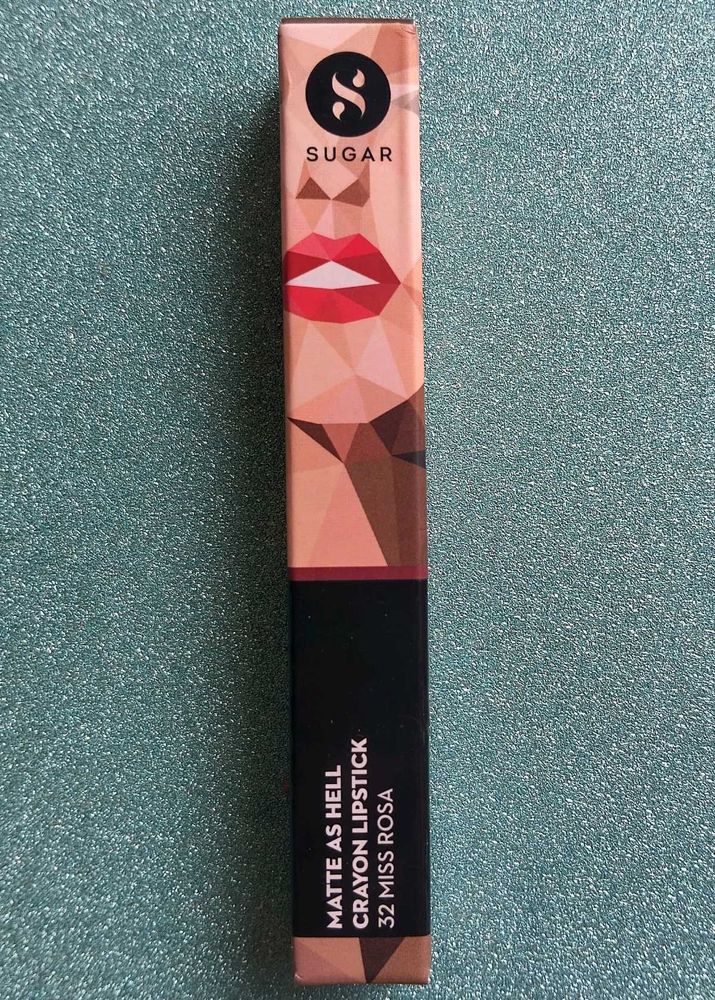 SUGAR
MATTE AS HELL
CRAYON LIPSTICK
32 MISS ROSA